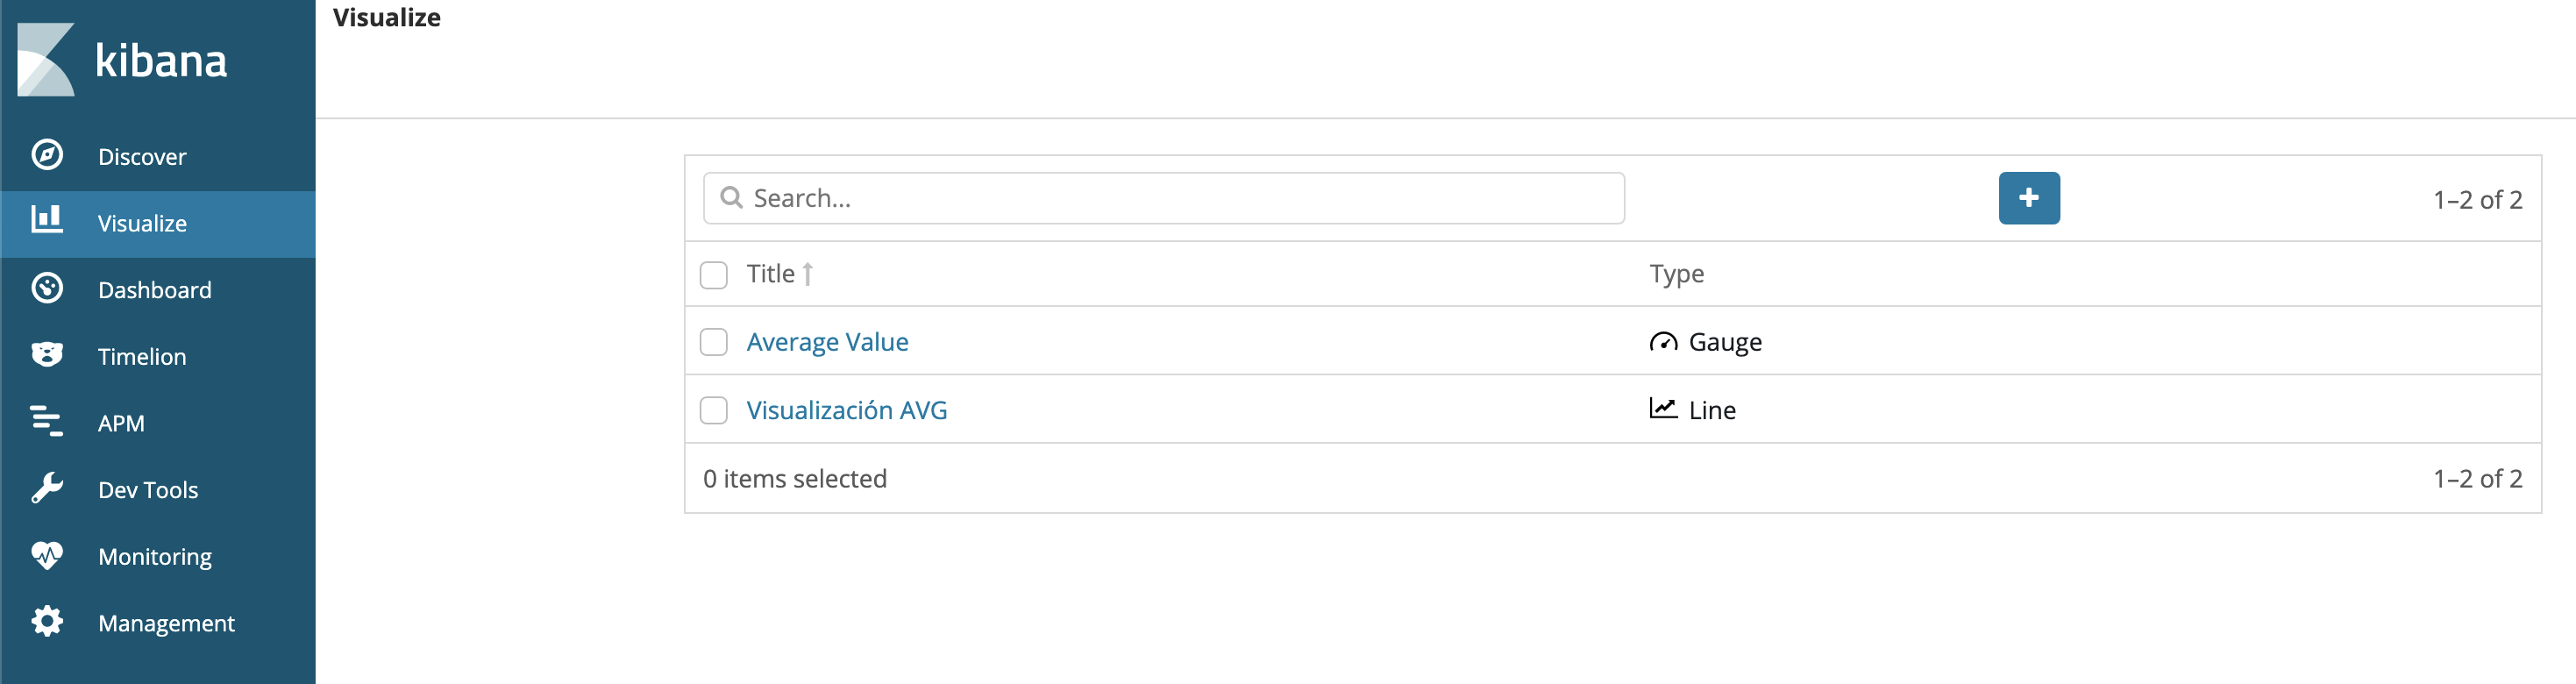 kibana
Discover
Visualize
Dashboard
Timelion
APM
Dev Tools
Monitoring
Management
Visualize
Search...
1–2 of 2
Title Type
Average Value Gauge
Visualización AVG Line
0 items selected 1–2 of 2